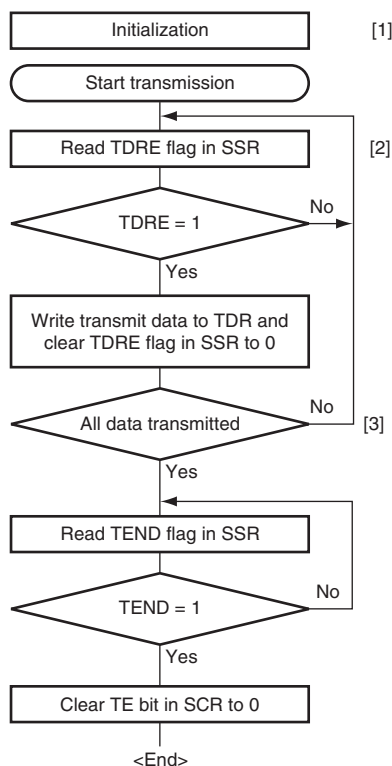 Initialization [1]
Start transmission
Read TDRE flag in SSR [2]
TDRE = 1
No
Yes
Write transmit data to TDR and
clear TDRE flag in SSR to 0
All data transmitted
No
[3]
Yes
Read TEND flag in SSR
TEND = 1
No
Yes
Clear TE bit in SCR to 0
<End>